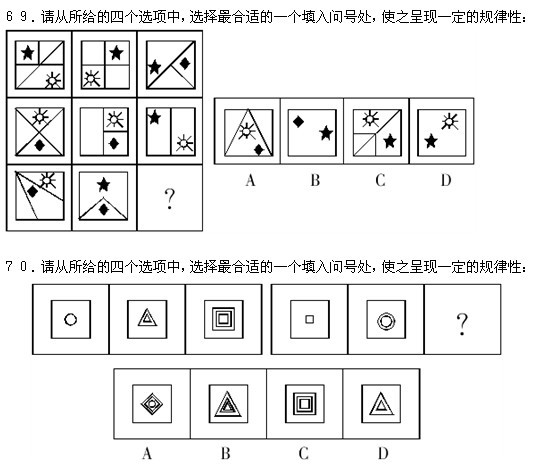 69.请从所给的四个选项中，选择最合适的一个填入问号处，使之呈现一定的规律性：
?
A B C D
70.请从所给的四个选项中，选择最合适的一个填入问号处，使之呈现一定的规律性：
?
A B C D